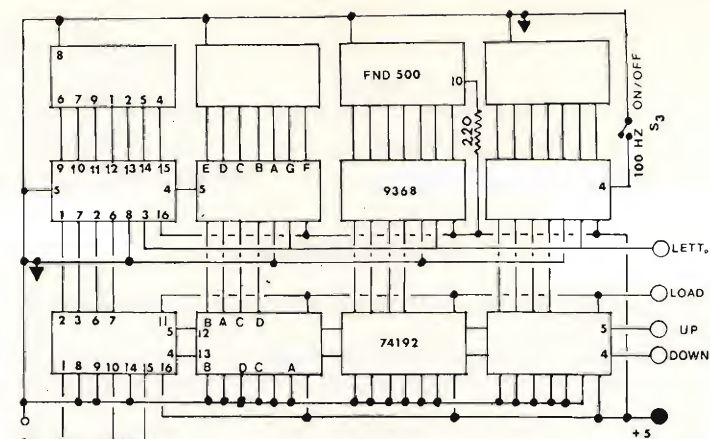 8
FND 500
10
6 7 9 1 2 5 4
220
100 HZ ON/OFF
S3
9 10 11 12 13 14 15
E D C B A G F
5
4
5
9368
4
1 7 2 6 8 3 16
LETT.
LOAD
2 3 6 7
11
B A C D
5
12
5
UP
74192
4
13
4
DOWN
B D C A
1 8 9 10 14 15 16
+5